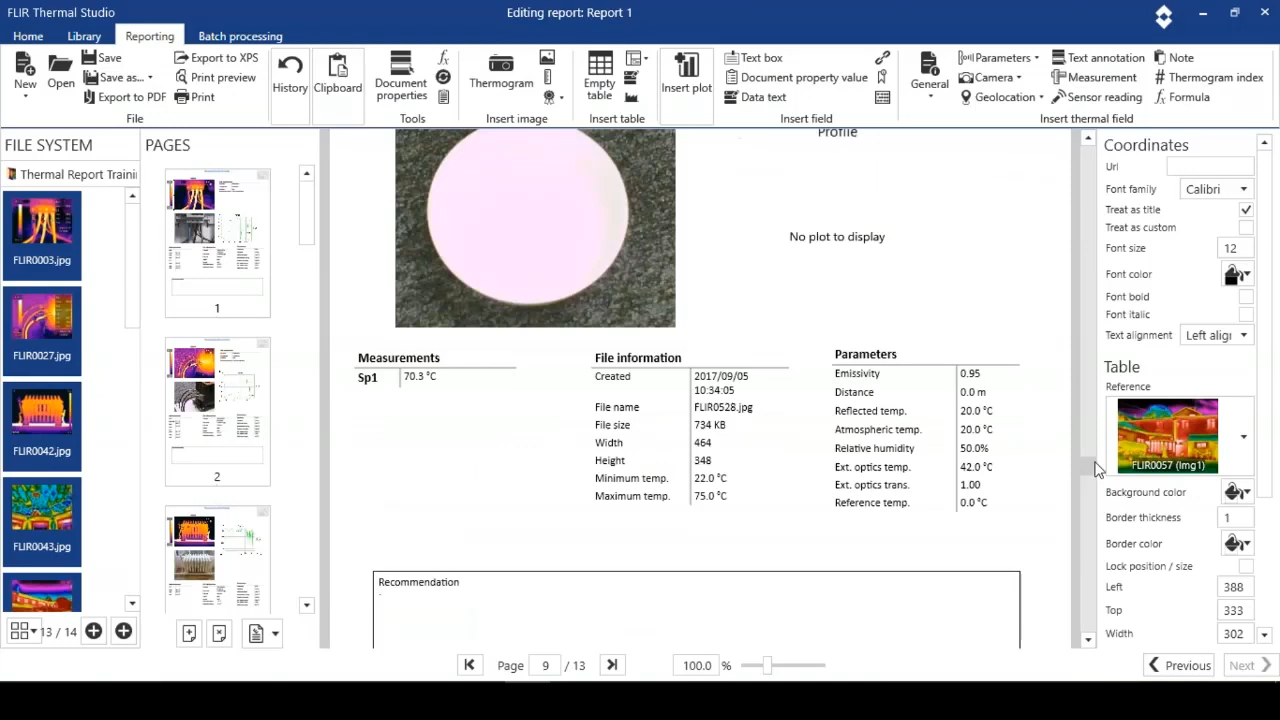 FLIR Thermal Studio
Editing report: Report 1
Home Library Reporting Batch processing
New
Open
Save
Save as...
Export to PDF
Export to XPS
Print preview
Print
File
History
Clipboard
Document properties
Tools
Thermogram
Insert image
Empty table
Insert table
Insert plot
Text box
Document property value
Data text
Insert field
General
Parameters
Camera
Geolocation
Text annotation
Measurement
Sensor reading
Note
# Thermogram index
Formula
Insert thermal field
FILE SYSTEM
Thermal Report Traini
FLIR0003.jpg
FLIR0027.jpg
FLIR0042.jpg
FLIR0043.jpg
13 / 14
PAGES
1
2
Profile
No plot to display
Measurements
Sp1 70.3 °C
File information
Created 2017/09/05
10:34:05
File name FLIR0528.jpg
File size 734 KB
Width 464
Height 348
Minimum temp. 22.0 °C
Maximum temp. 75.0 °C
Parameters
Emissivity 0.95
Distance 0.0 m
Reflected temp. 20.0 °C
Atmospheric temp. 20.0 °C
Relative humidity 50.0%
Ext. optics temp. 42.0 °C
Ext. optics trans. 1.00
Reference temp. 0.0 °C
Recommendation
-
Page 9 / 13
100.0 %
Coordinates
Url
Font family Calibri
Treat as title
Treat as custom
Font size 12
Font color
Font bold
Font italic
Text alignment Left aligi
Table
Reference
FLIR0057 (Img1)
Background color
Border thickness 1
Border color
Lock position / size
Left 388
Top 333
Width 302
Previous Next